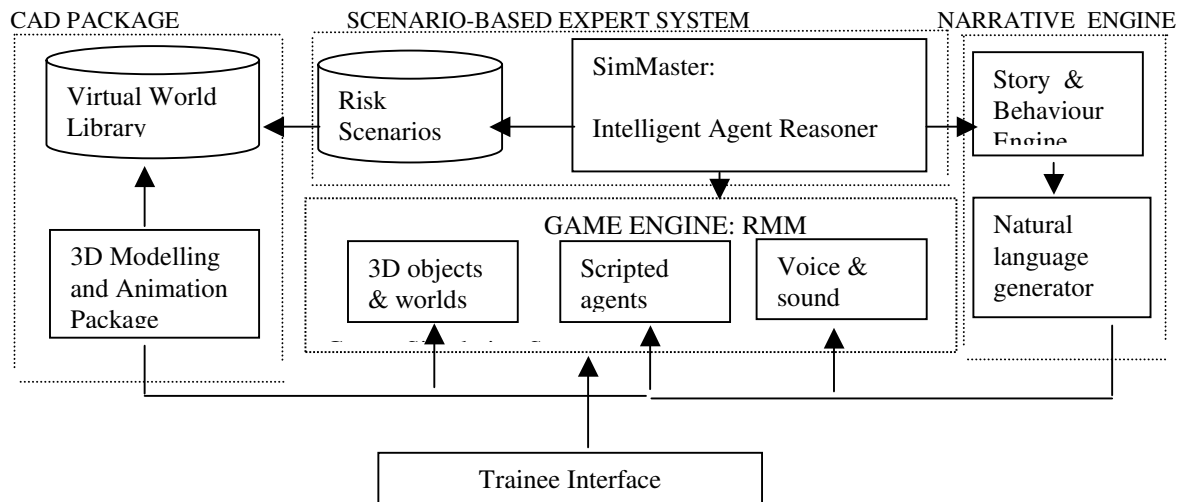 CAD PACKAGE
SCENARIO-BASED EXPERT SYSTEM
NARRATIVE ENGINE
Virtual World
Library
Risk
Scenarios
SimMaster:
Intelligent Agent Reasoner
Story &
Behaviour
Engine
GAME ENGINE: RMM
3D Modelling
and Animation
Package
3D objects
& worlds
Scripted
agents
Voice &
sound
Natural
language
generator
Trainee Interface